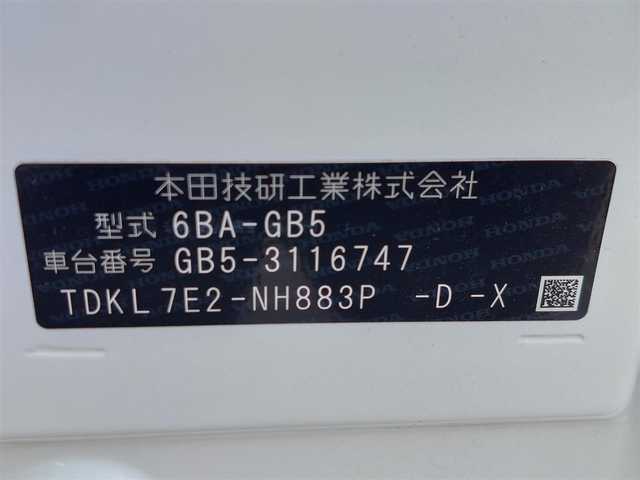 本田技研工業株式会社
型式 6BA-GB5
車台番号 GB5-3116747
TDKL7E2-NH883P -D -X